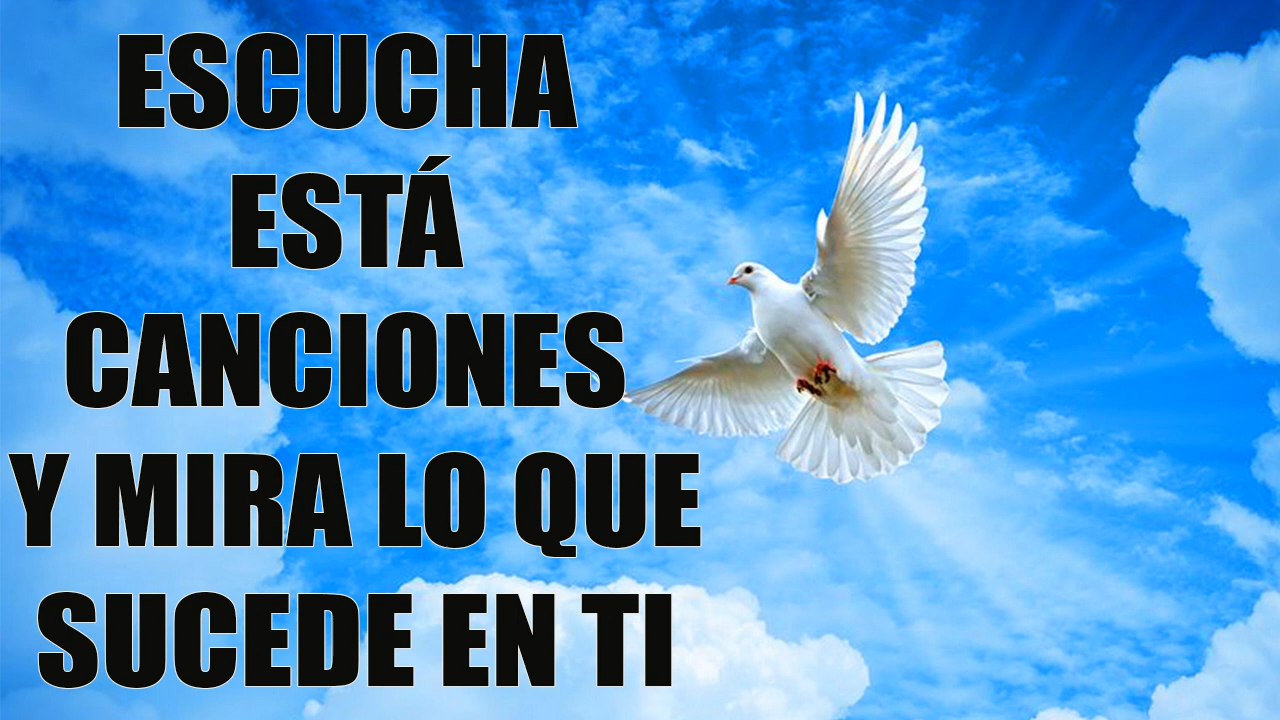 ESCUCHA
ESTÁ
CANCIONES
Y MIRA LO QUE
SUCEDE EN TI